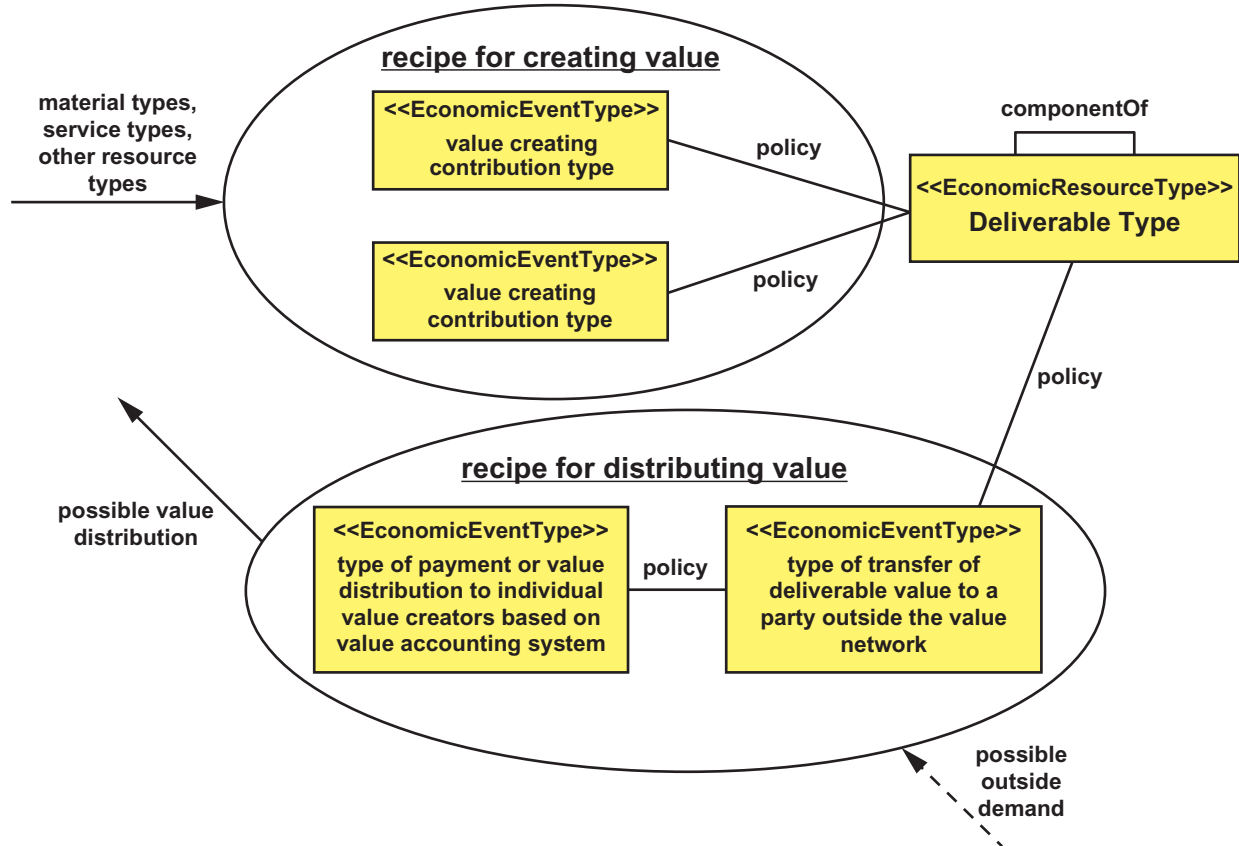 recipe for creating value
material types,
service types,
other resource
types
<<EconomicEventType>>
value creating
contribution type
policy
componentOf
<<EconomicResourceType>>
Deliverable Type
<<EconomicEventType>>
value creating
contribution type
policy
policy
recipe for distributing value
possible value
distribution
<<EconomicEventType>>
type of payment or value
distribution to individual
value creators based on
value accounting system
policy
<<EconomicEventType>>
type of transfer of
deliverable value to a
party outside the value
network
possible
outside
demand